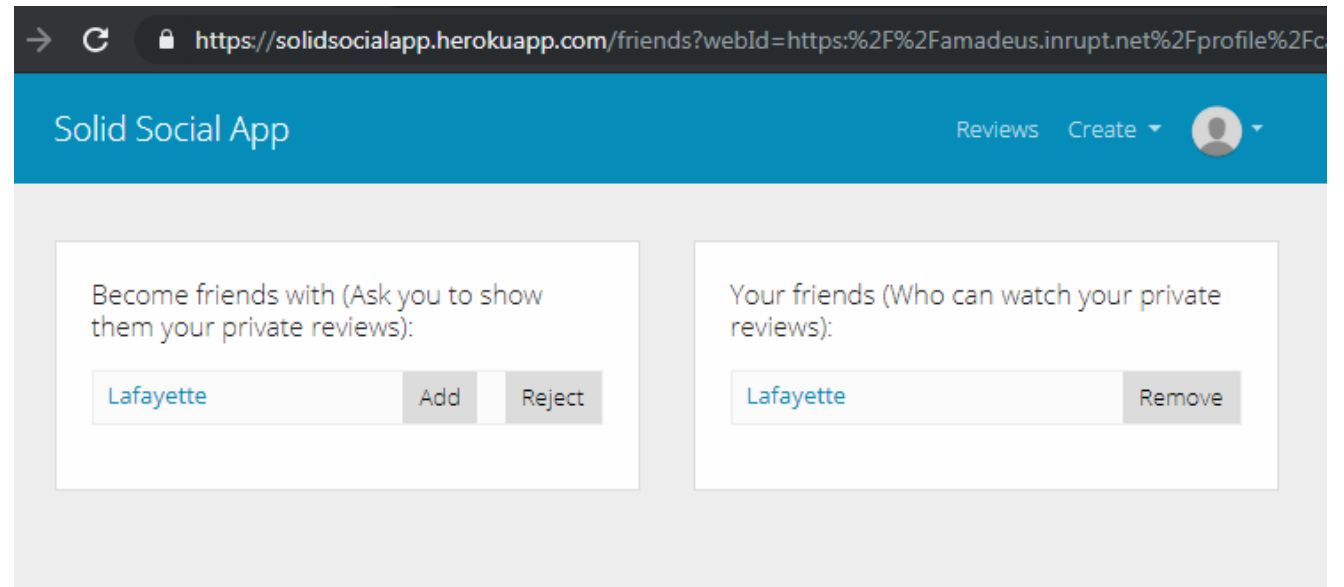 https://solidsocialapp.herokuapp.com/friends?webId=https:%2F%2Famadeus.inrupt.net%2Fprofile%2Fc
Solid Social App
Reviews Create
Become friends with (Ask you to show
them your private reviews):
Lafayette Add Reject
Your friends (Who can watch your private
reviews):
Lafayette Remove